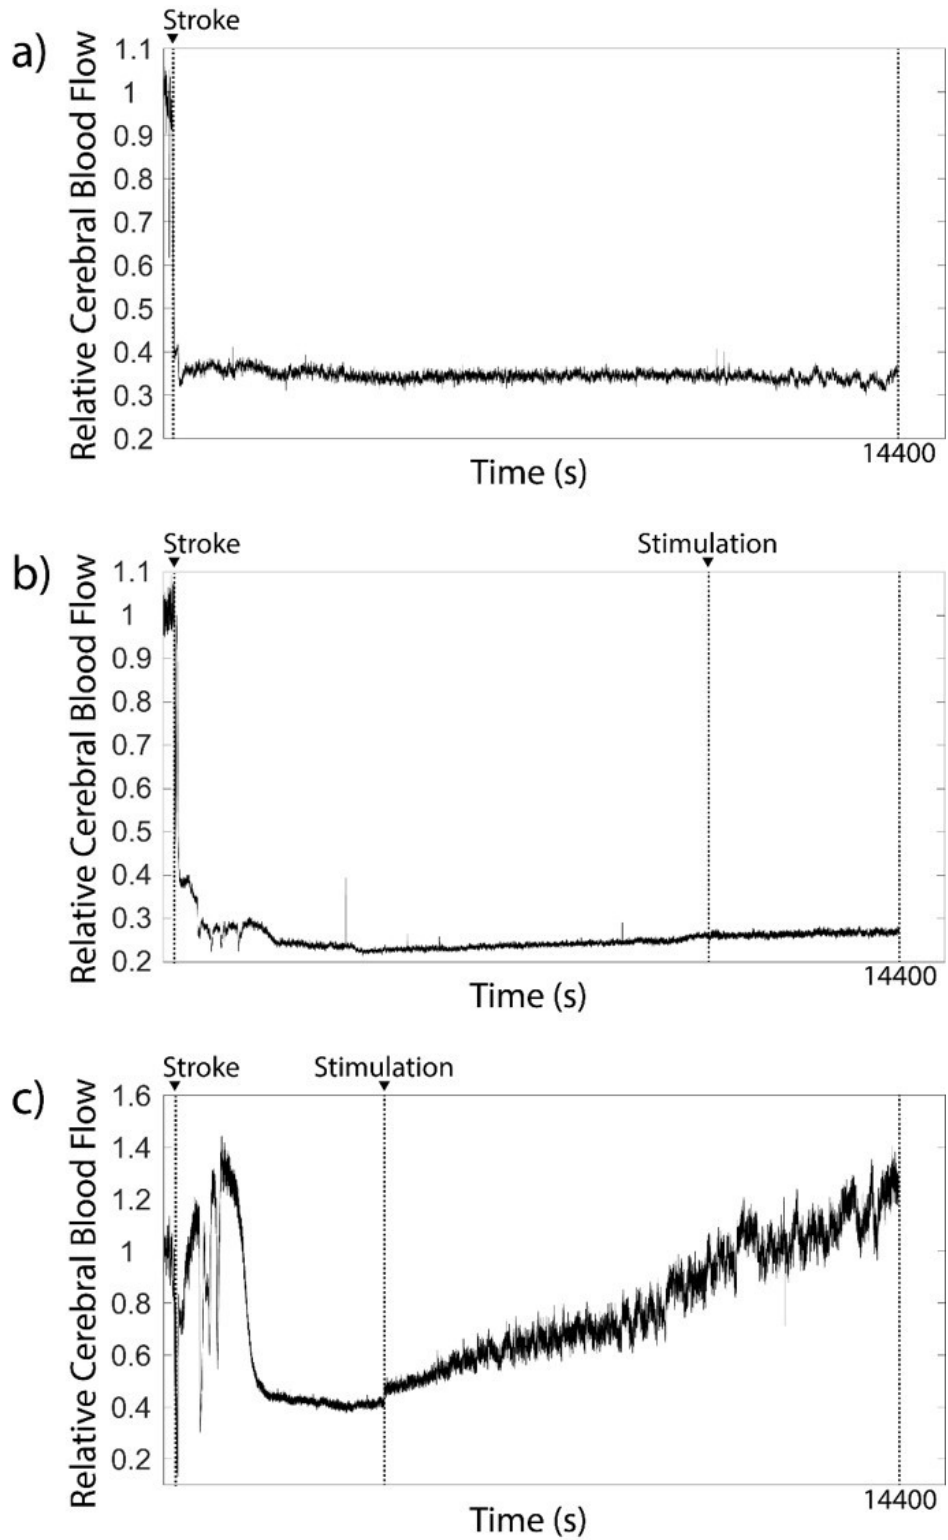 Stroke
a)
Relative Cerebral Blood Flow
1.1
1
0.9
0.8
0.7
0.6
0.5
0.4
0.3
0.2
14400
Time (s)
Stroke
Stimulation
b)
Relative Cerebral Blood Flow
1.1
1
0.9
0.8
0.7
0.6
0.5
0.4
0.3
0.2
14400
Time (s)
Stroke
Stimulation
c)
Relative Cerebral Blood Flow
1.6
1.4
1.2
1
0.8
0.6
0.4
0.2
14400
Time (s)